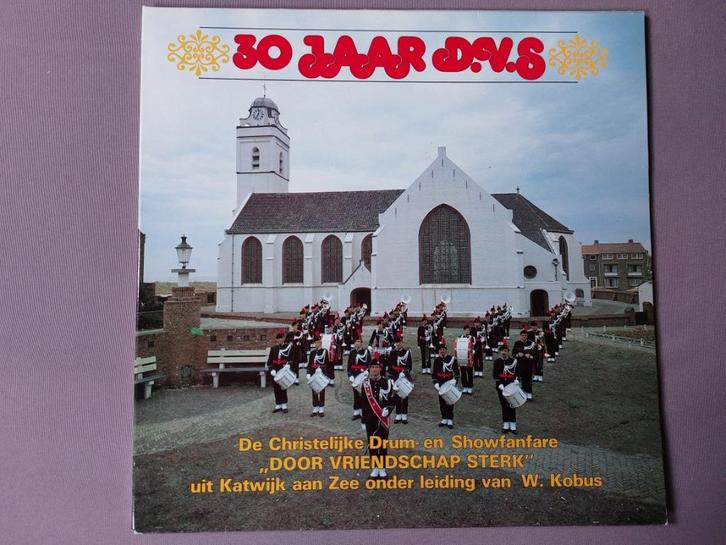 30 JAAR D.V.S
De Christelijke Drum- en Showfanfare
„DOOR VRIENDSCHAP STERK"
uit Katwijk aan Zee onder leiding van W. Kobus